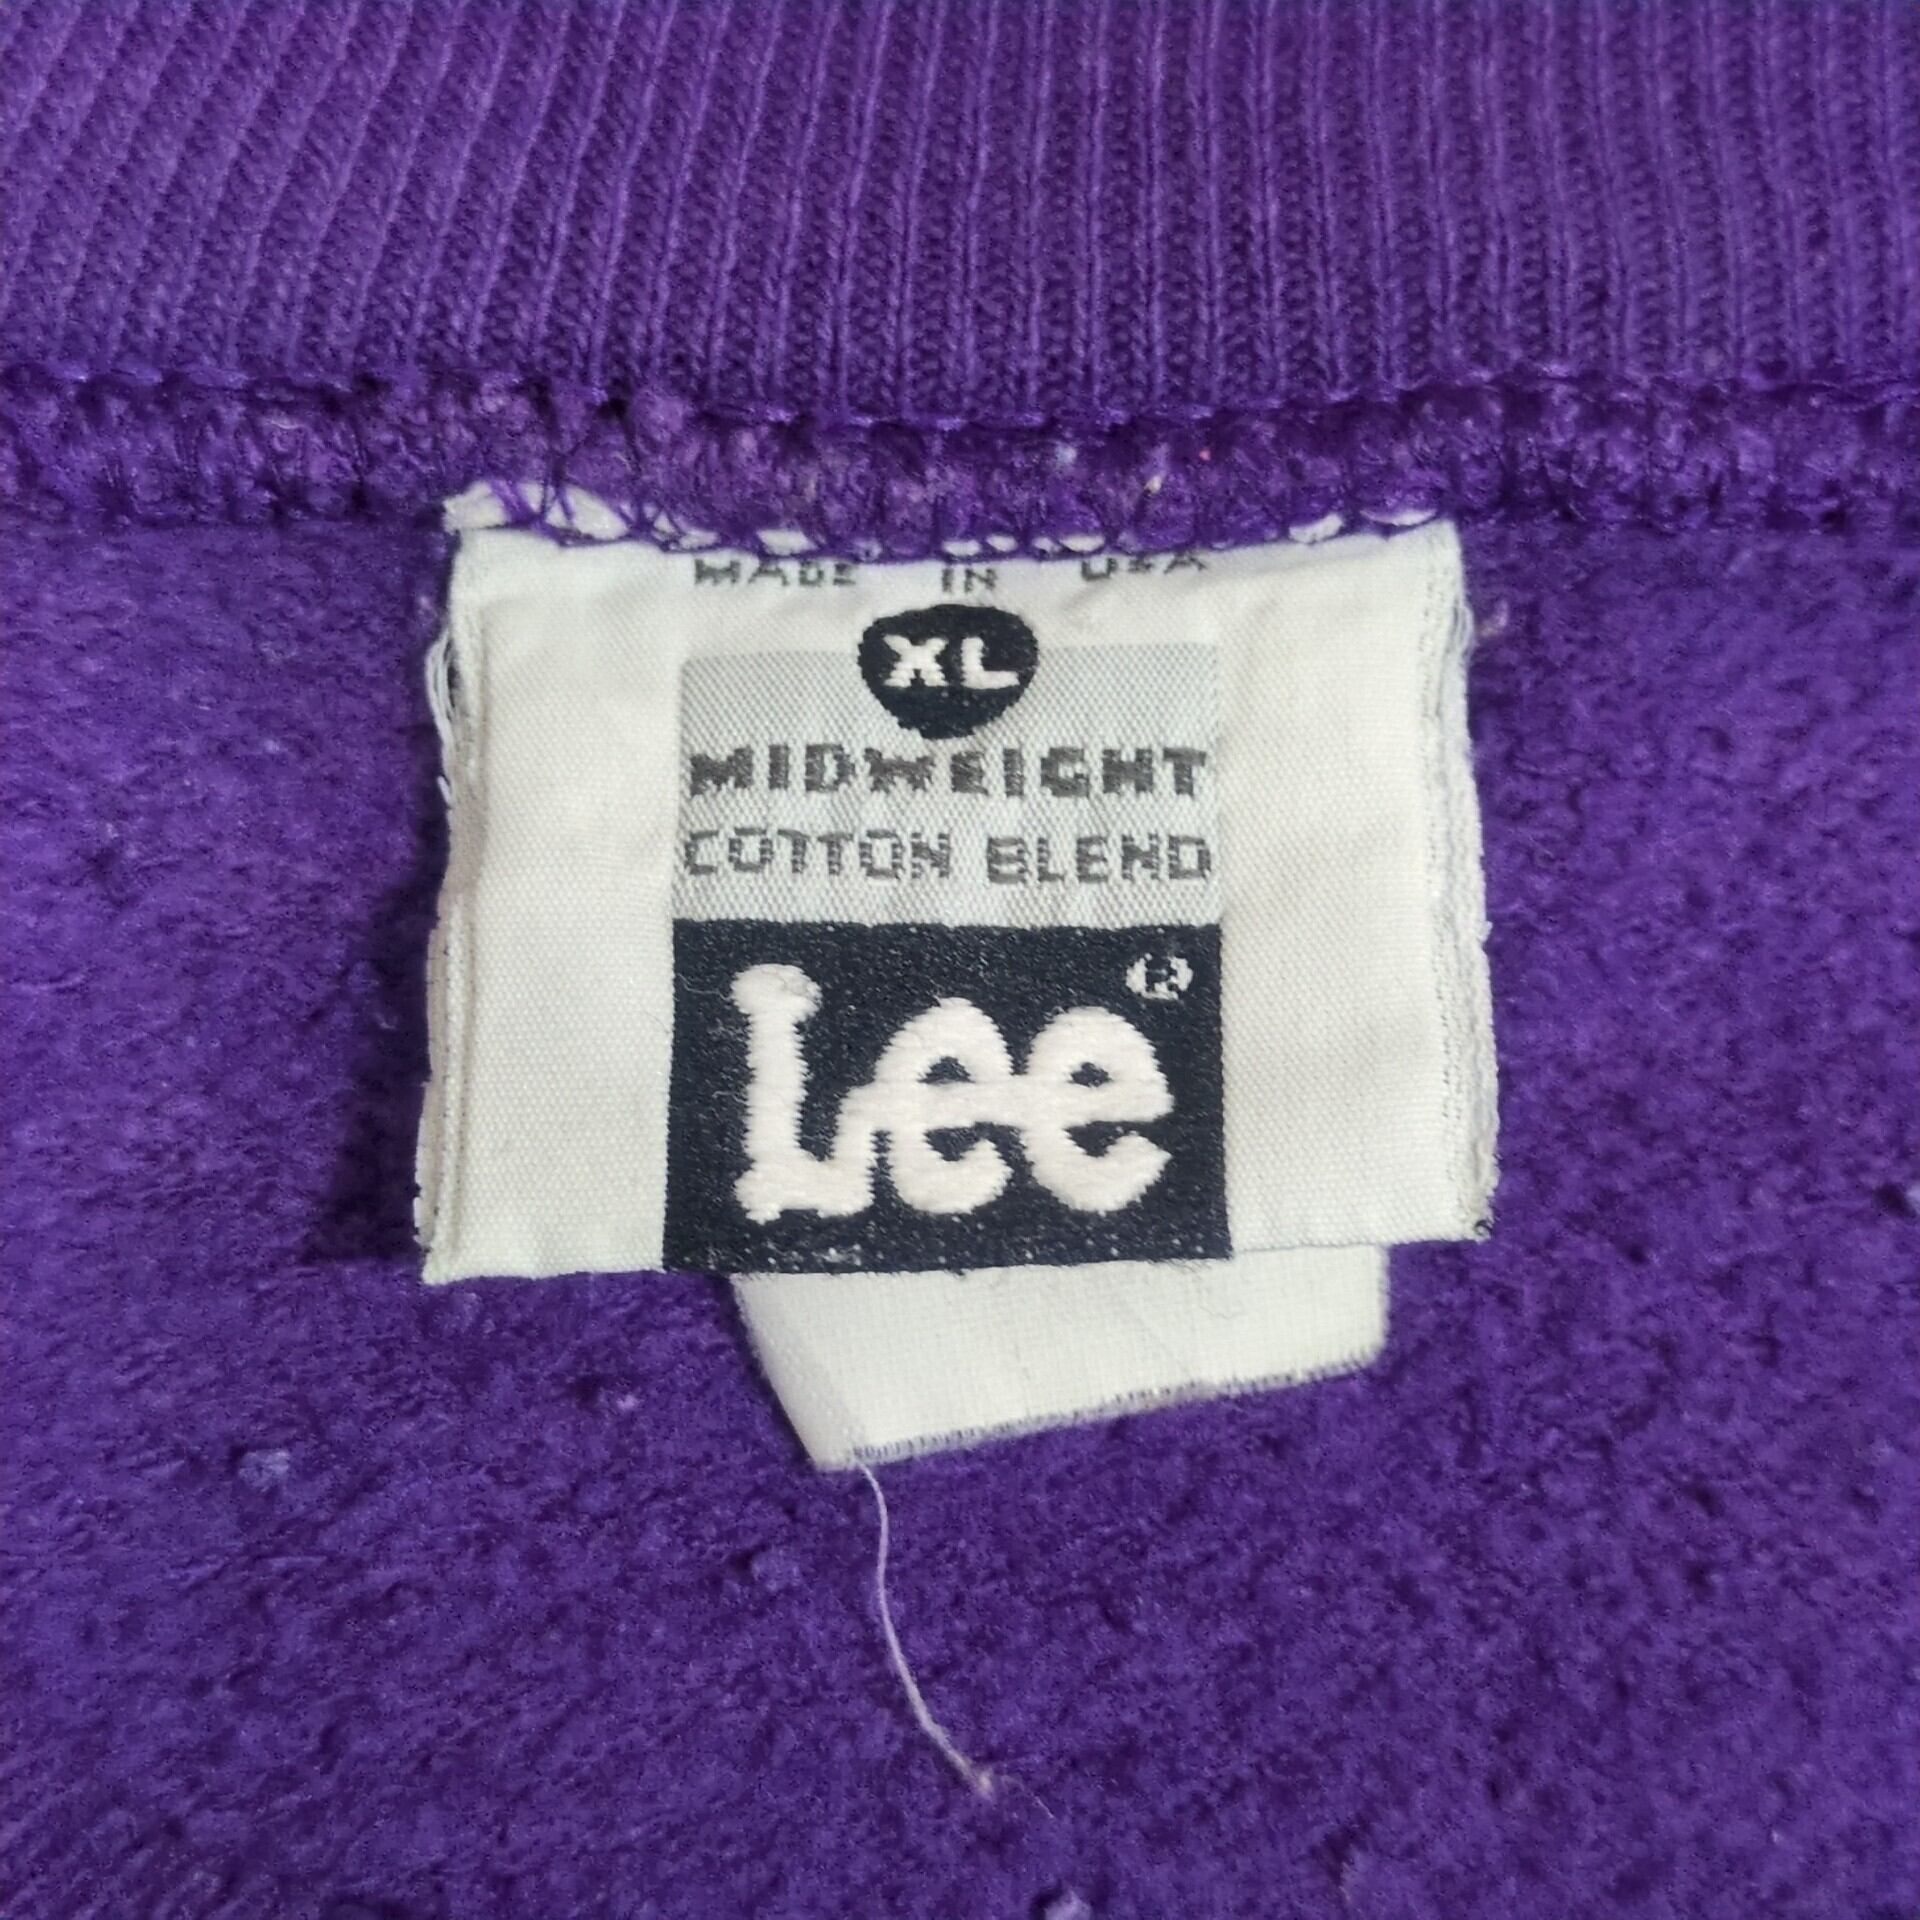 MADE IN USA
XL
MIDWEIGHT
COTTON BLEND
Lee®